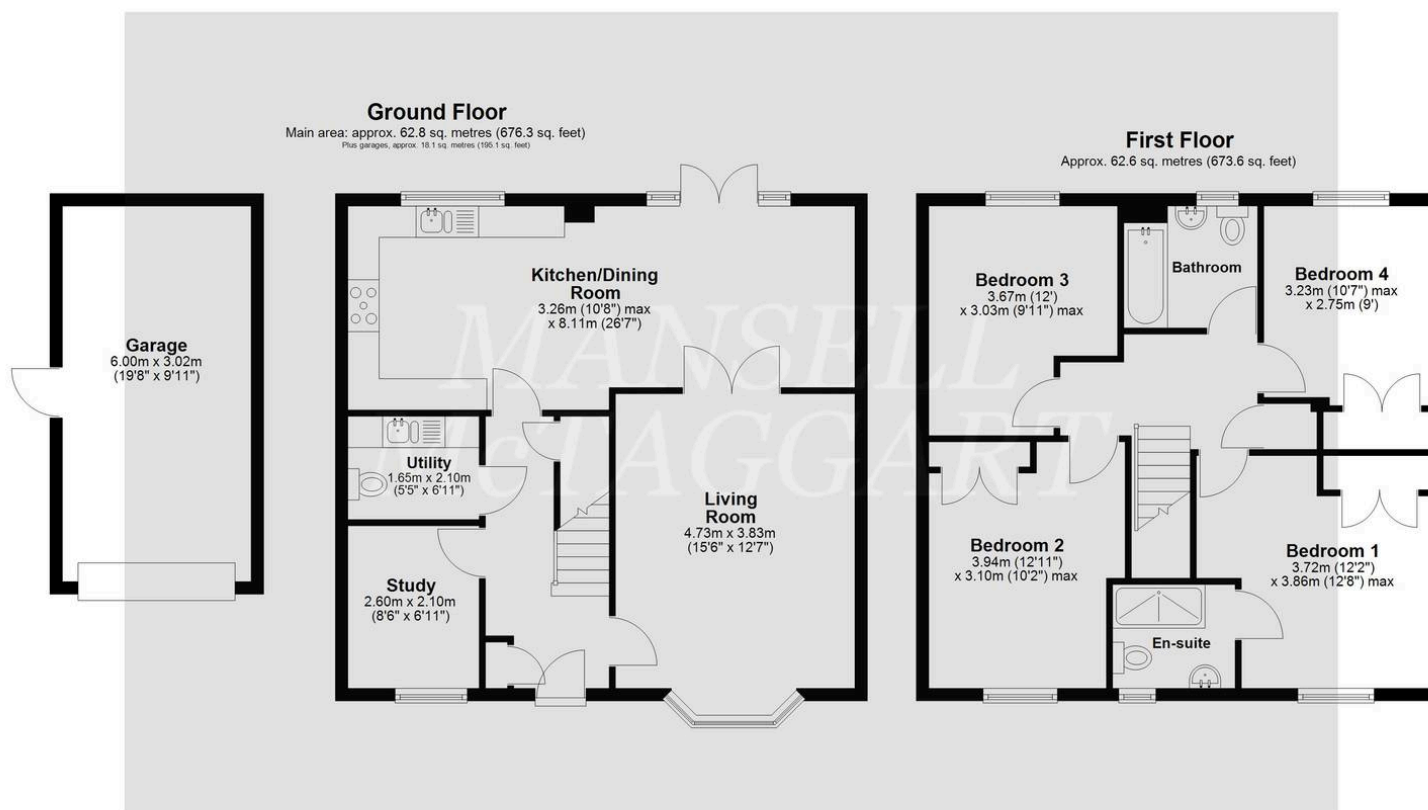 Ground Floor
Main area: approx. 62.8 sq. metres (676.3 sq. feet)
Plus garages, approx. 18.1 sq. metres (195.1 sq. feet)
First Floor
Approx. 62.6 sq. metres (673.6 sq. feet)
Garage
6.00m x 3.02m
(19'8" x 9'11")
Kitchen/Dining
Room
3.26m (10'8") max
x 8.11m (26'7")
Utility
1.65m x 2.10m
(5'5" x 6'11")
Study
2.60m x 2.10m
(8'6" x 6'11")
Living
Room
4.73m x 3.83m
(15'6" x 12'7")
Bedroom 3
3.67m (12')
x 3.03m (9'11") max
Bathroom
Bedroom 4
3.23m (10'7") max
x 2.75m (9')
Bedroom 2
3.94m (12'11")
x 3.10m (10'2") max
En-suite
Bedroom 1
3.72m (12'2")
x 3.86m (12'8") max
MANSELL
McTAGGART